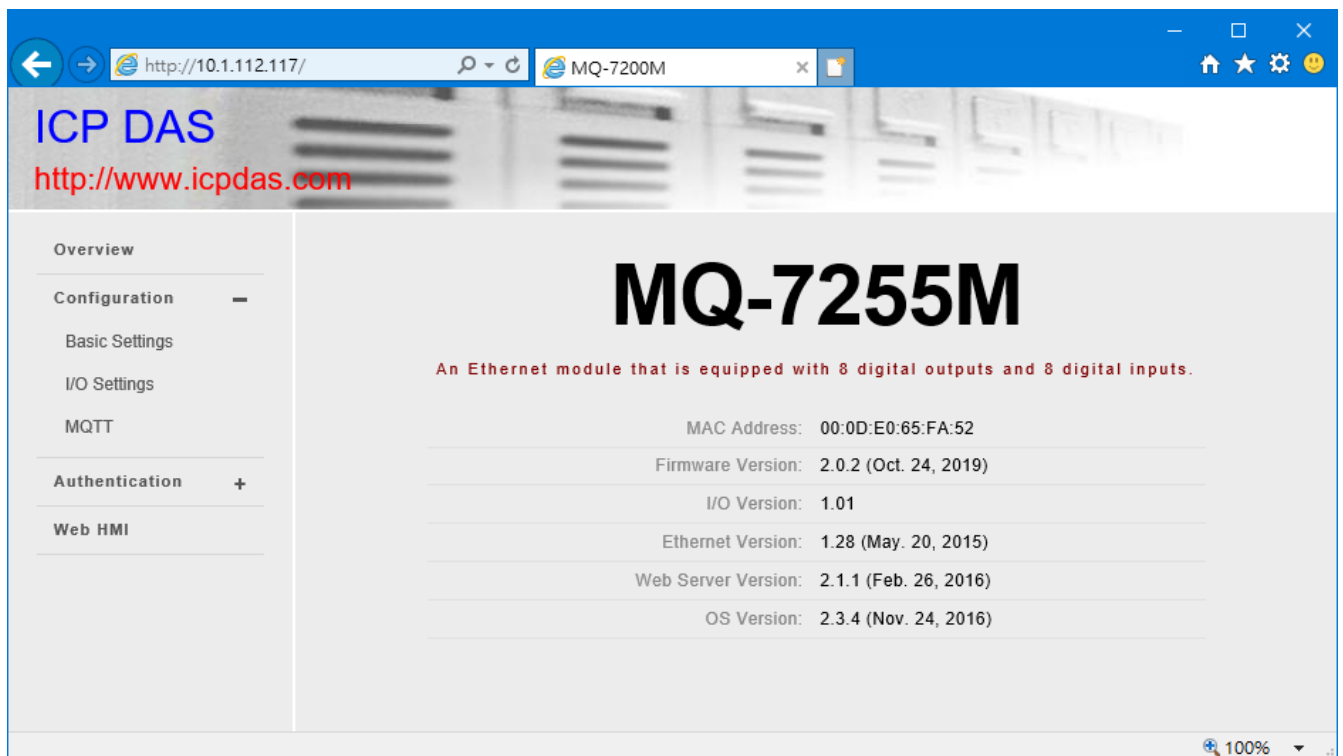 http://10.1.112.117/
MQ-7200M
ICP DAS
http://www.icpdas.com
Overview
Configuration
Basic Settings
I/O Settings
MQTT
Authentication +
Web HMI
MQ-7255M
An Ethernet module that is equipped with 8 digital outputs and 8 digital inputs.
MAC Address: 00:0D:E0:65:FA:52
Firmware Version: 2.0.2 (Oct. 24, 2019)
I/O Version: 1.01
Ethernet Version: 1.28 (May. 20, 2015)
Web Server Version: 2.1.1 (Feb. 26, 2016)
OS Version: 2.3.4 (Nov. 24, 2016)
100%